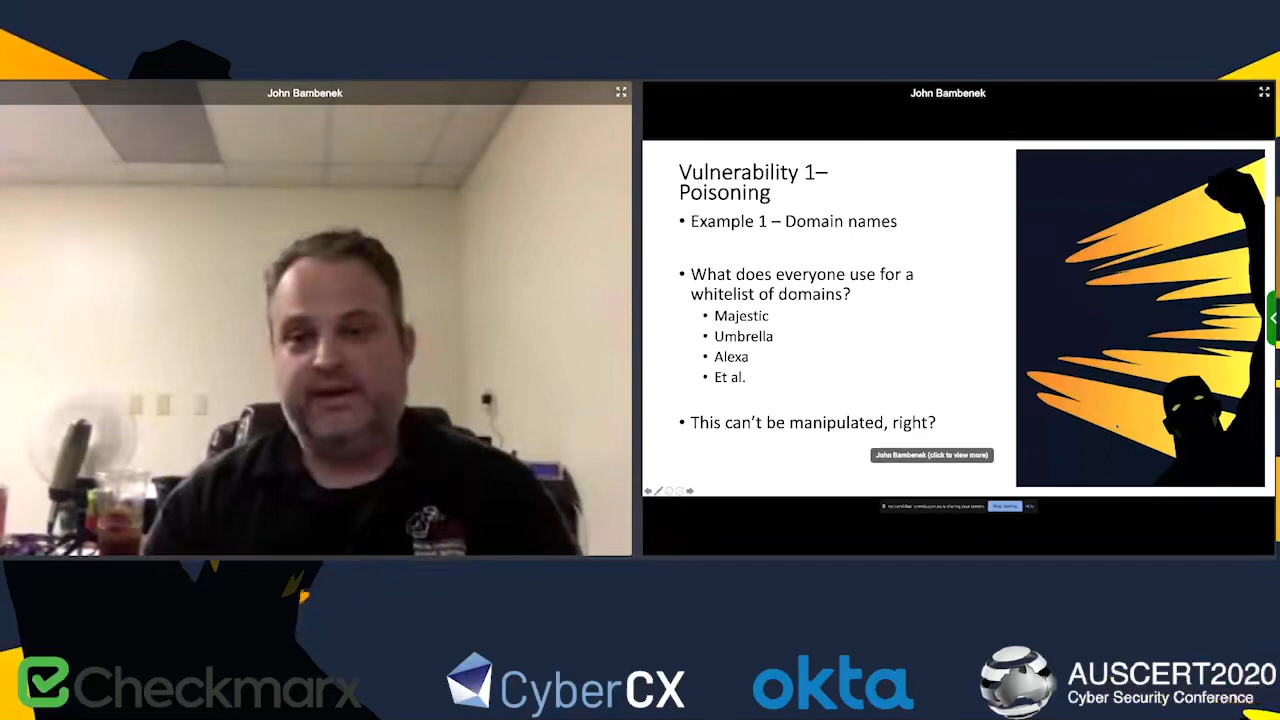 John Bambenek
John Bambenek
Vulnerability 1–
Poisoning
• Example 1 – Domain names
• What does everyone use for a
whitelist of domains?
• Majestic
• Umbrella
• Alexa
• Et al.
• This can't be manipulated, right?
John Bambenek (click to view more)
Checkmarx
CyberCX
okta
AUSCERT2020
Cyber Security Conference